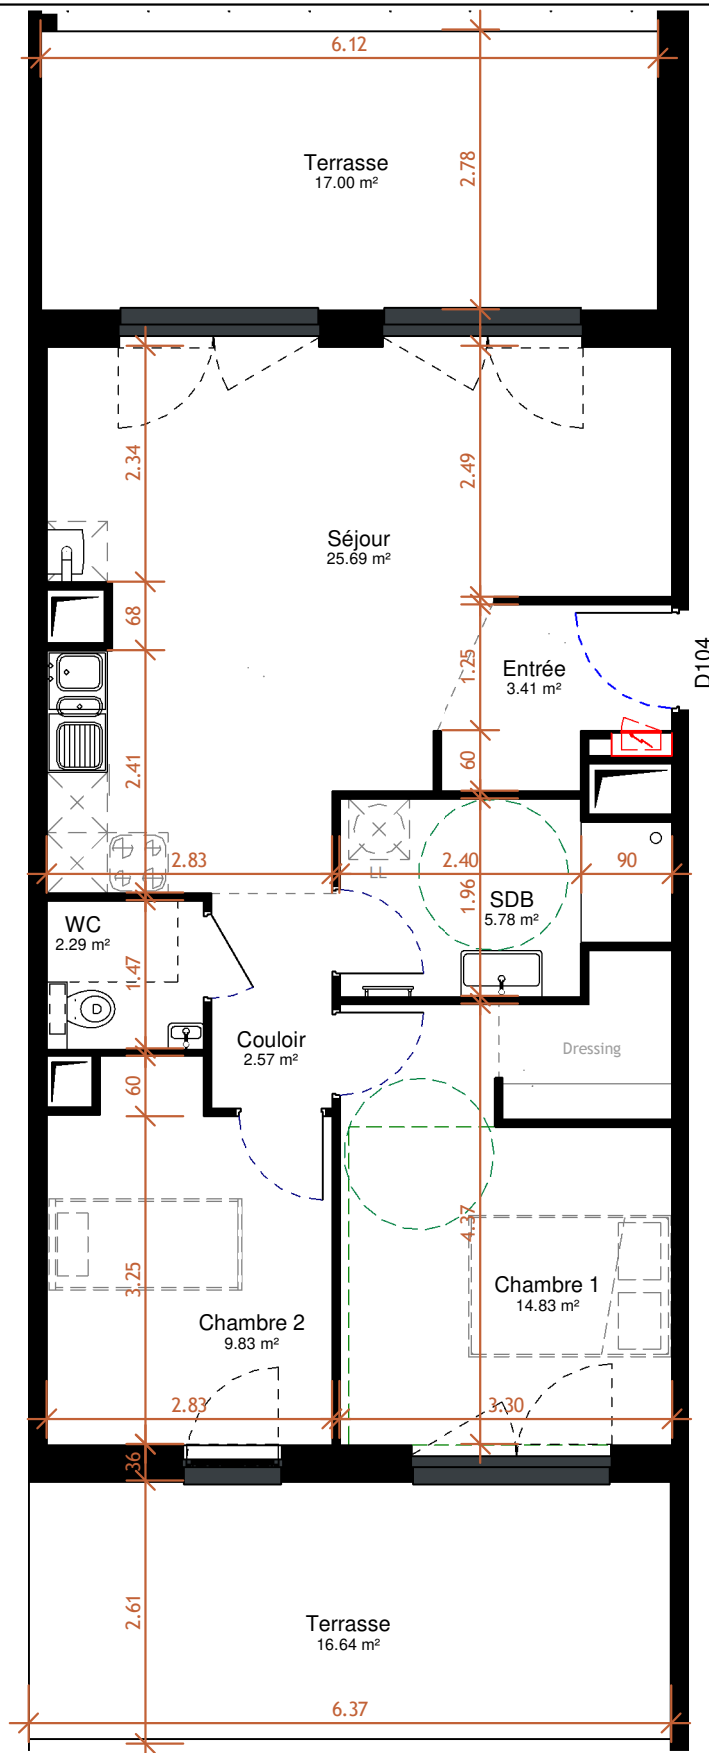 6.12
2.78
Terrasse
17.00 m²
2.34
2.49
Séjour
25.69 m²
68
1.25
Entrée
3.41 m²
D104
2.41
60
2.83
2.40
90
1.96
SDB
5.78 m²
WC
2.29 m²
1.47
Couloir
2.57 m²
Dressing
60
4.37
3.25
Chambre 1
14.83 m²
Chambre 2
9.83 m²
2.83
3.30
36
2.61
Terrasse
16.64 m²
6.37